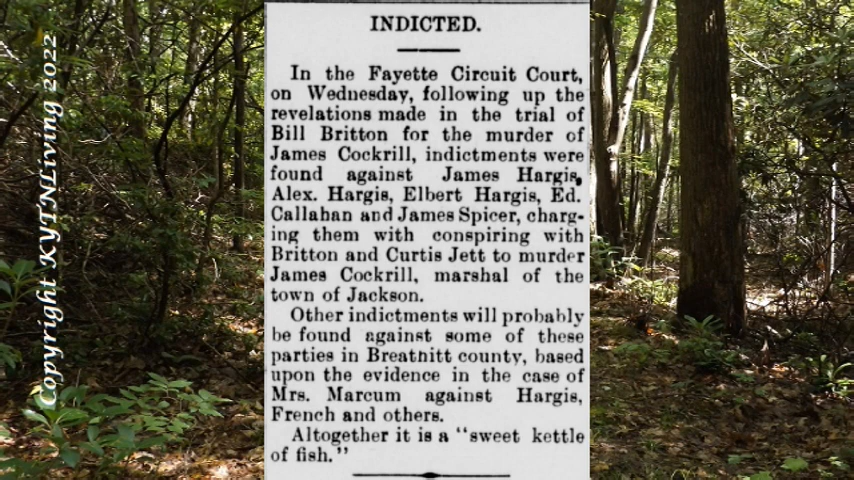 INDICTED.
In the Fayette Circuit Court,
on Wednesday, following up the
revelations made in the trial of
Bill Britton for the murder of
James Cockrill, indictments were
found against James Hargis,
Alex. Hargis, Elbert Hargis, Ed.
Callahan and James Spicer, charg-
ing them with conspiring with
Britton and Curtis Jett to murder
James Cockrill, marshal of the
town of Jackson.
Other indictments will probably
be found against some of these
parties in Breatnitt county, based
upon the evidence in the case of
Mrs. Marcum against Hargis,
French and others.
Altogether it is a "sweet kettle
of fish."
Copyright KYTNLiving 2022